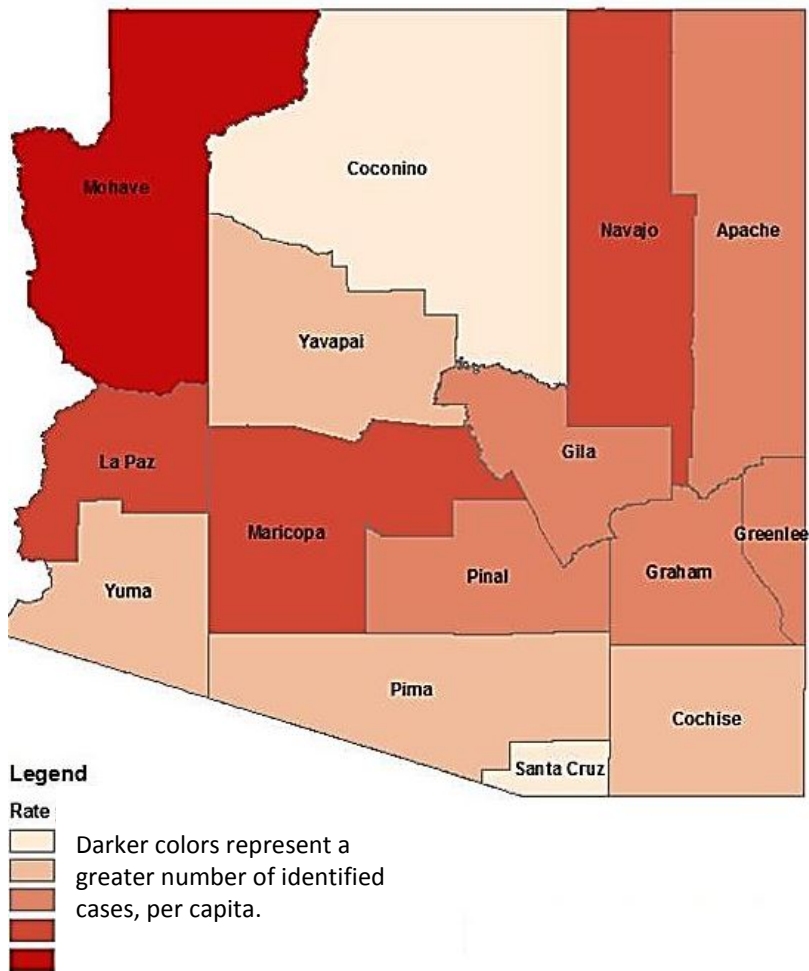 Mohave
Coconino
Navajo
Apache
Yavapai
La Paz
Gila
Maricopa
Greenlee
Yuma
Pinal
Graham
Pima
Cochise
Santa Cruz
Legend
Rate
Darker colors represent a
greater number of identified
cases, per capita.